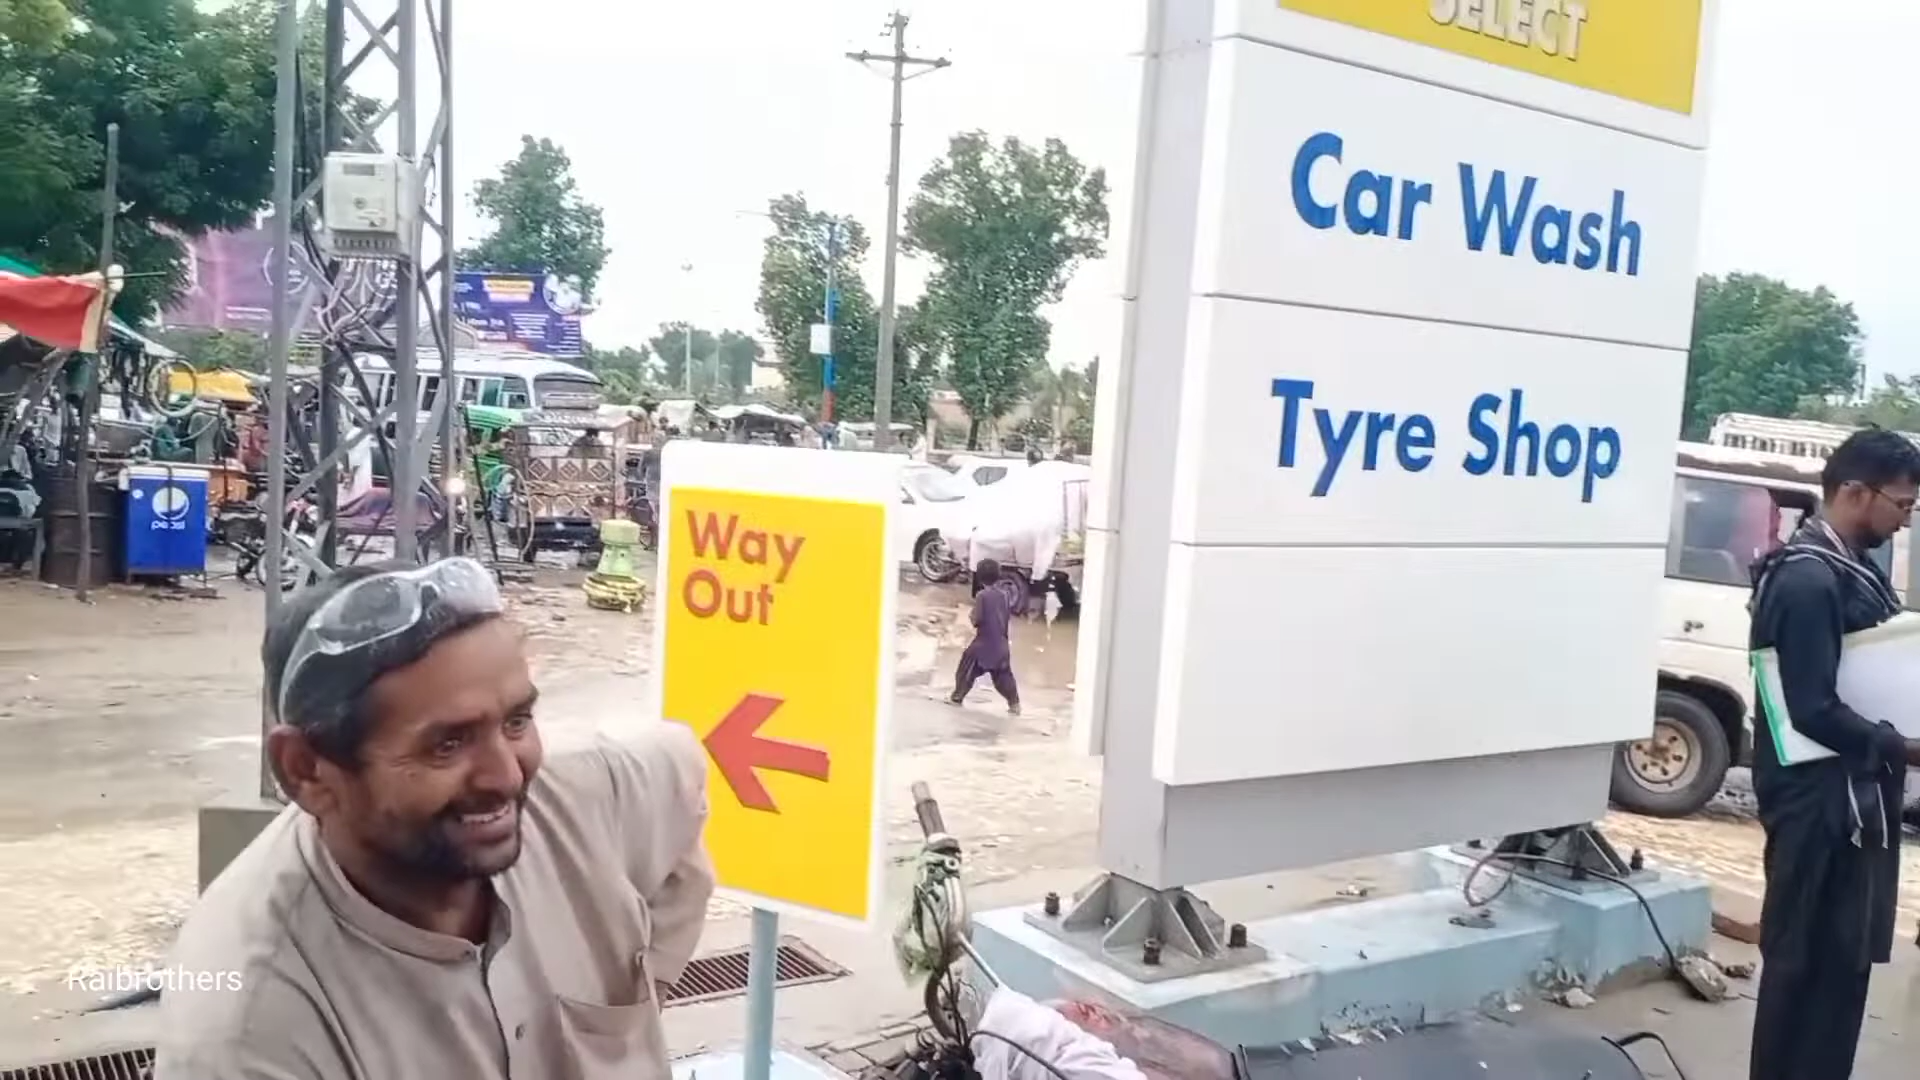 SELECT
Car Wash
Tyre Shop
Way
Out
pepsi
Raibrothers